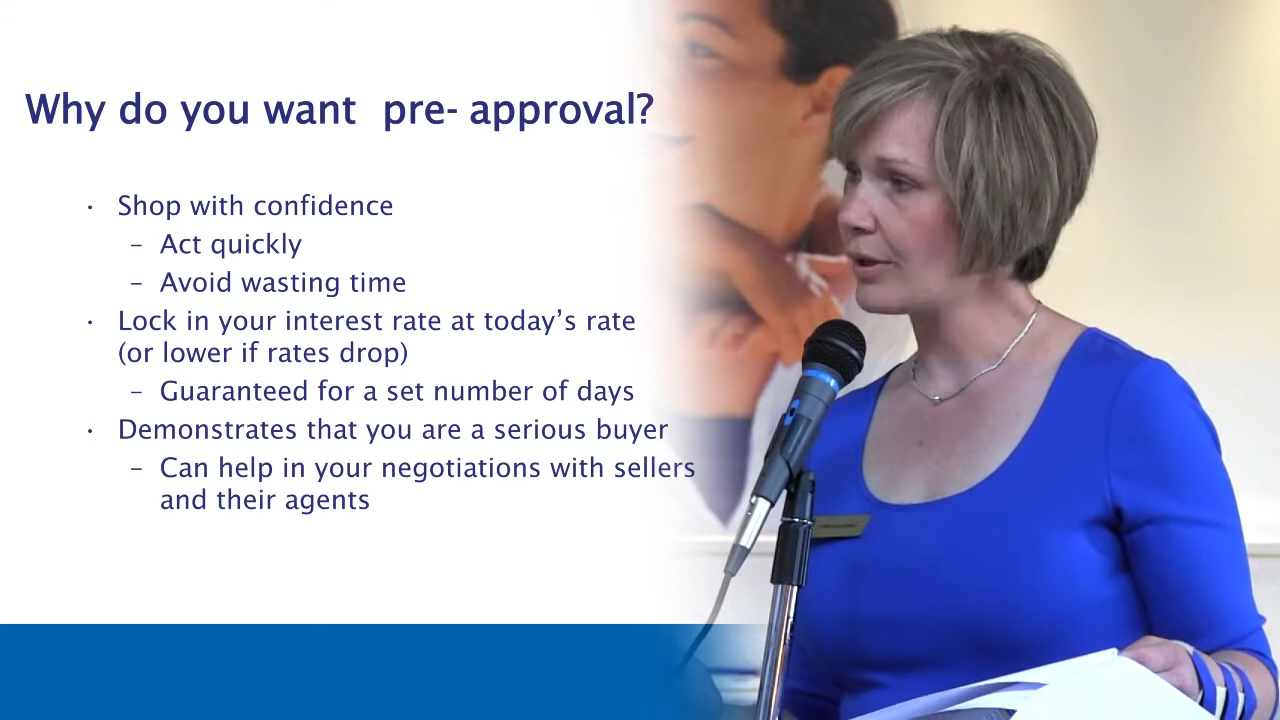 Why do you want  pre- approval?
· Shop with confidence
– Act quickly
– Avoid wasting time
· Lock in your interest rate at today’s rate
(or lower if rates drop)
– Guaranteed for a set number of days
· Demonstrates that you are a serious buyer
– Can help in your negotiations with sellers
and their agents